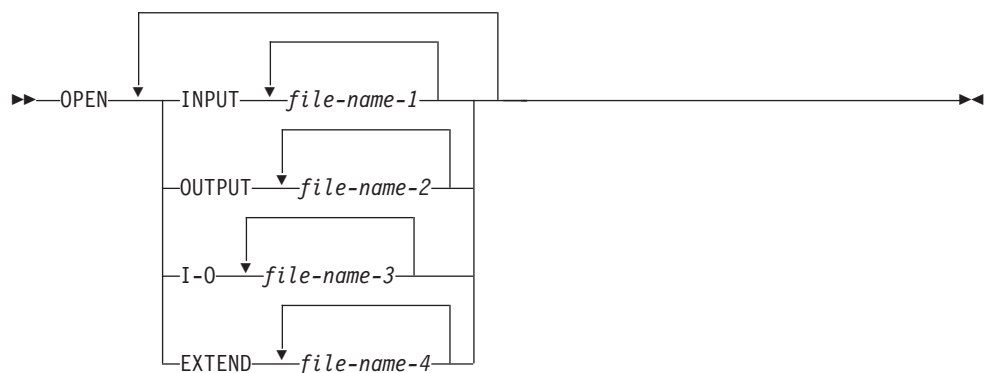 OPEN INPUT file-name-1
OUTPUT file-name-2
I-O file-name-3
EXTEND file-name-4